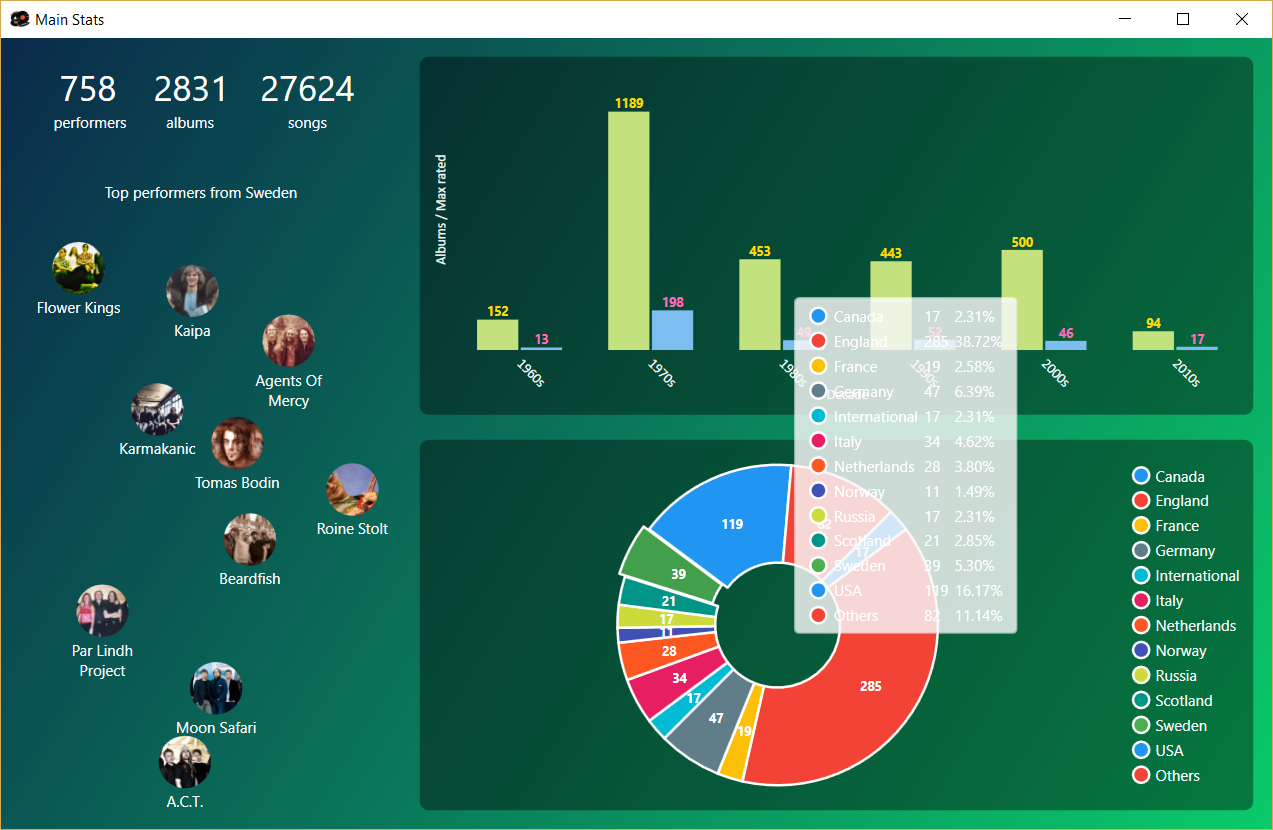 Main Stats
758 2831 27624
performers albums songs
Top performers from Sweden
Flower Kings
Kaipa
Agents Of
Mercy
Karmakanic
Tomas Bodin
Roine Stolt
Beardfish
Par Lindh
Project
Moon Safari
A.C.T.
Albums / Max rated
152 13
1189 198
453 49
443 52
500 46
94 17
1960s 1970s 1980s 1990s 2000s 2010s
Decade
Canada 17 2.31%
England 285 38.72%
France 19 2.58%
Germany 47 6.39%
International 17 2.31%
Italy 34 4.62%
Netherlands 28 3.80%
Norway 11 1.49%
Russia 17 2.31%
Scotland 21 2.85%
Sweden 39 5.30%
USA 119 16.17%
Others 82 11.14%
119
82
17
285
19
47
17
34
28
11
17
21
39
Canada
England
France
Germany
International
Italy
Netherlands
Norway
Russia
Scotland
Sweden
USA
Others